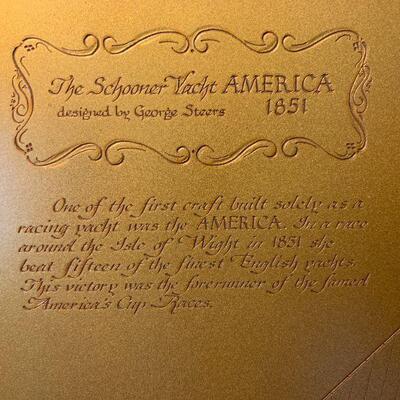 The Schooner Yacht AMERICA
designed by George Steers 1851
One of the first craft built solely as a
racing yacht was the AMERICA. In a race
around the Isle of Wight in 1851 she
beat fifteen of the finest English yachts.
This victory was the forerunner of the famed
America's Cup Races.